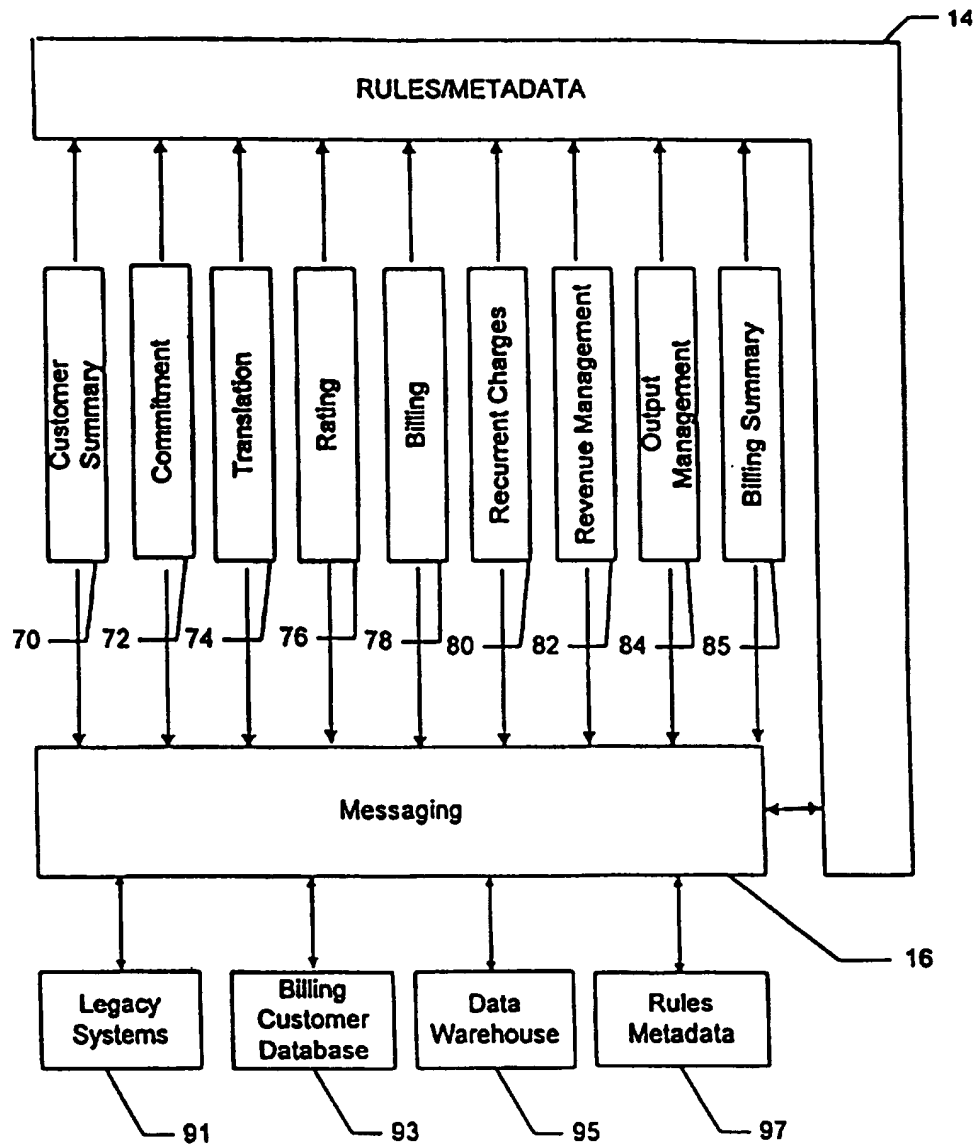 14
RULES/METADATA
Customer
Summary
Commitment
Translation
Rating
Billing
Recurrent Charges
Revenue Management
Output
Management
Billing Summary
70
72
74
76
78
80
82
84
85
Messaging
16
Legacy
Systems
Billing
Customer
Database
Data
Warehouse
Rules
Metadata
91
93
95
97